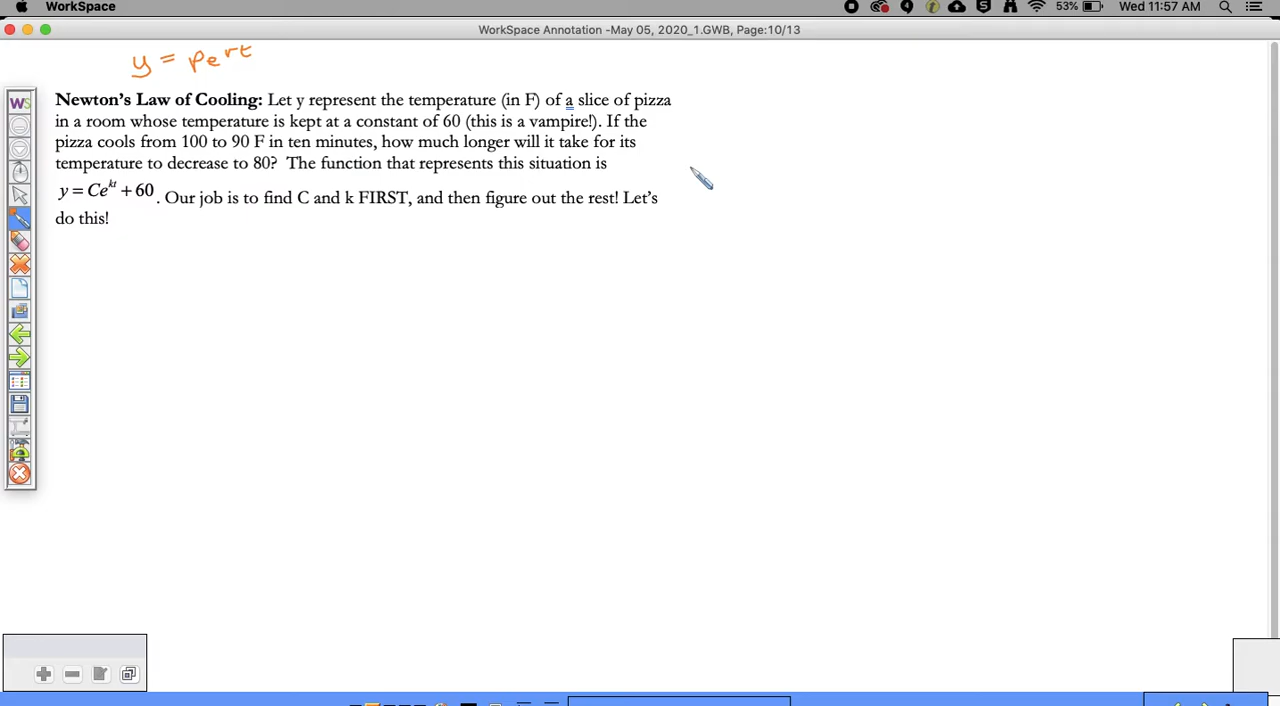 WorkSpace
53%
Wed 11:57 AM
WorkSpace Annotation -May 05, 2020_1.GWB, Page:10/13
y = pe^rt
WS
Newton's Law of Cooling: Let y represent the temperature (in F) of a slice of pizza
in a room whose temperature is kept at a constant of 60 (this is a vampire!). If the
pizza cools from 100 to 90 F in ten minutes, how much longer will it take for its
temperature to decrease to 80? The function that represents this situation is
y = Ce^kt + 60. Our job is to find C and k FIRST, and then figure out the rest! Let's
do this!